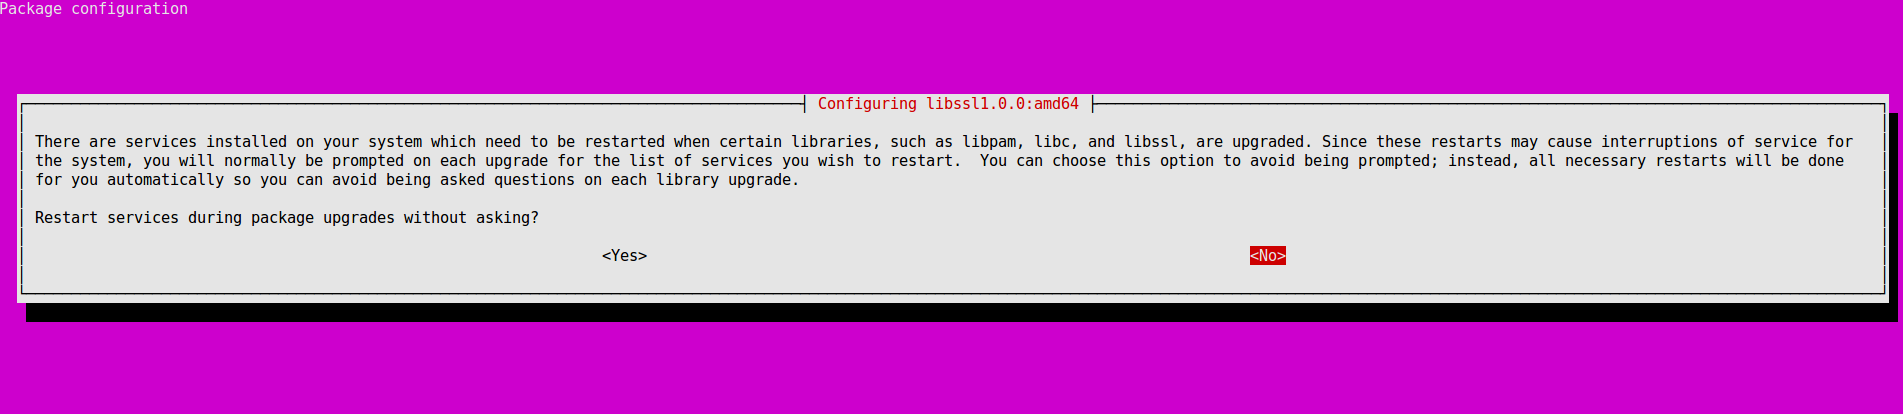 Package configuration
Configuring libssl1.0.0:amd64
There are services installed on your system which need to be restarted when certain libraries, such as libpam, libc, and libssl, are upgraded. Since these restarts may cause interruptions of service for
the system, you will normally be prompted on each upgrade for the list of services you wish to restart.  You can choose this option to avoid being prompted; instead, all necessary restarts will be done
for you automatically so you can avoid being asked questions on each library upgrade.
Restart services during package upgrades without asking?
<Yes> <No>